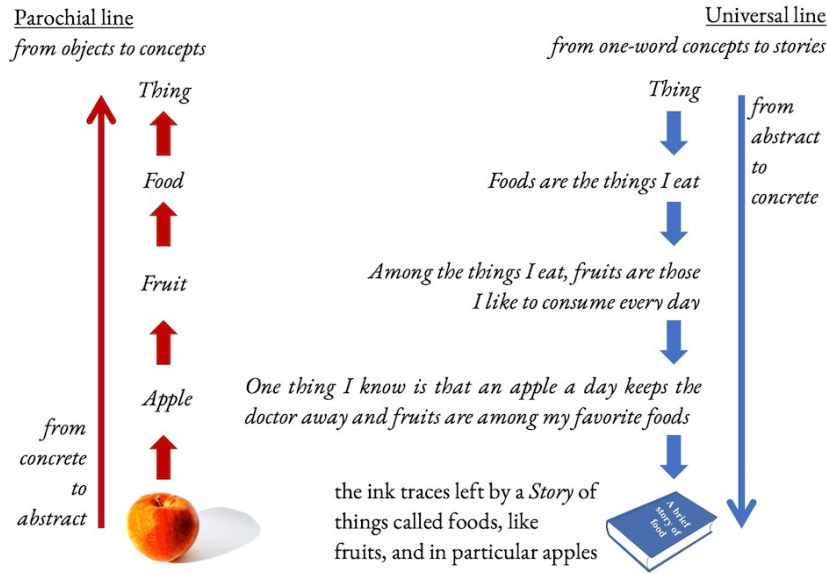 Parochial line
from objects to concepts
Thing
Food
Fruit
Apple
from
concrete
to
abstract
Universal line
from one-word concepts to stories
Thing
from
abstract
to
concrete
Foods are the things I eat
Among the things I eat, fruits are those
I like to consume every day
One thing I know is that an apple a day keeps the
doctor away and fruits are among my favorite foods
the ink traces left by a Story of
things called foods, like
fruits, and in particular apples
A brief
story of
food